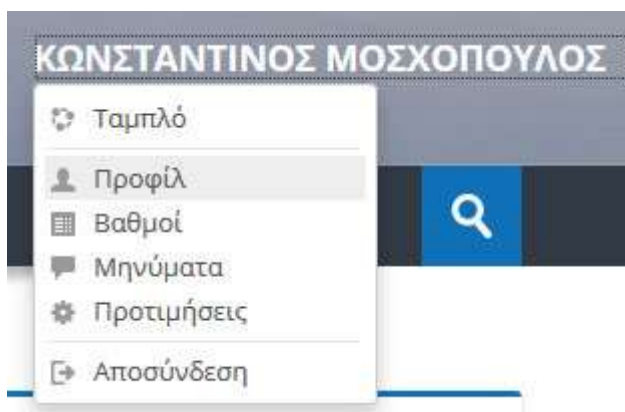 ΚΩΝΣΤΑΝΤΙΝΟΣ ΜΟΣΧΟΠΟΥΛΟΣ
Ταμπλό
Προφίλ
Βαθμοί
Μηνύματα
Προτιμήσεις
Αποσύνδεση